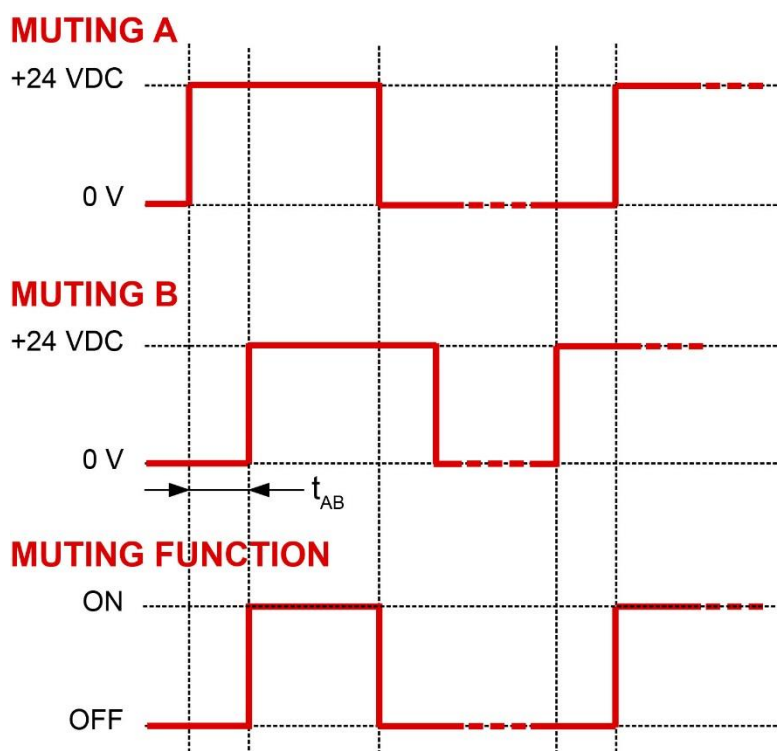 MUTING A
+24 VDC
0 V
MUTING B
+24 VDC
0 V
tAB
MUTING FUNCTION
ON
OFF